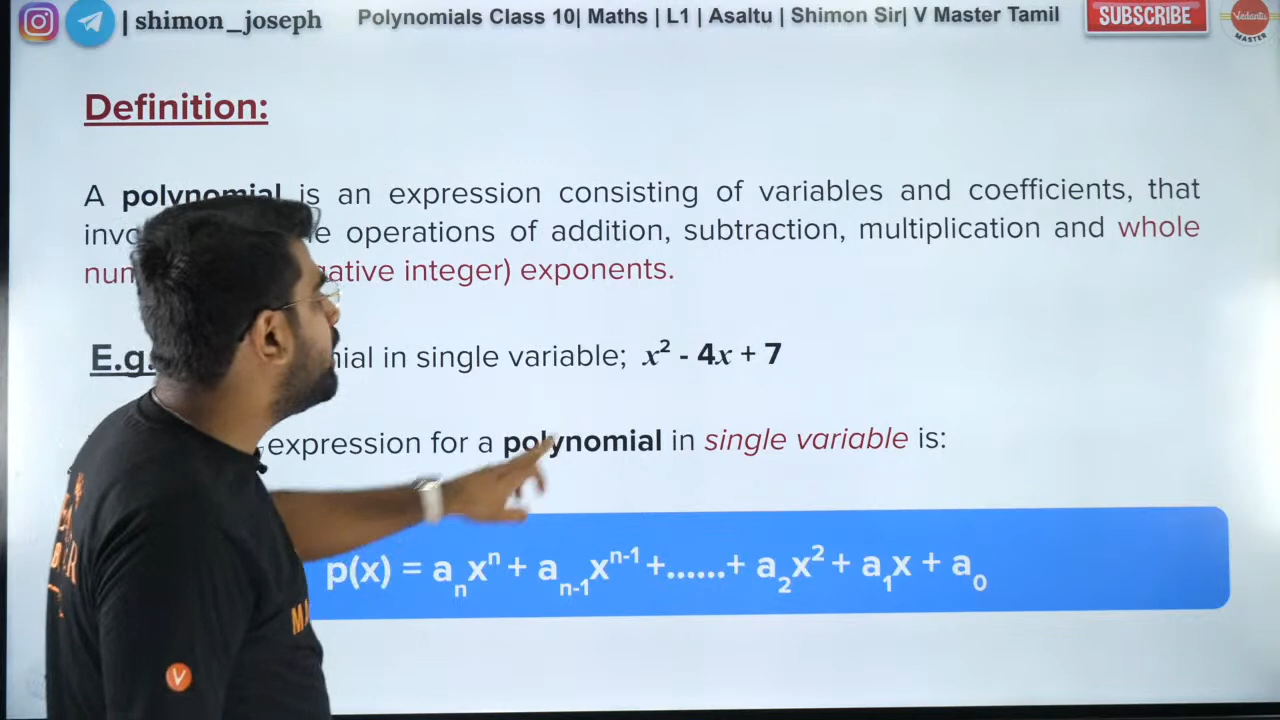 | shimon_joseph
Polynomials Class 10| Maths | L1 | Asaltu | Shimon Sir| V Master Tamil
SUBSCRIBE
Vedantu
MASTER
Definition:
A polynomial is an expression consisting of variables and coefficients, that
operations of addition, subtraction, multiplication and whole
integer) exponents.
E.g. in single variable; x² - 4x + 7
expression for a polynomial in single variable is:
p(x) = aₙxⁿ + aₙ₋₁xⁿ⁻¹ +......+ a₂x² + a₁x + a₀
V